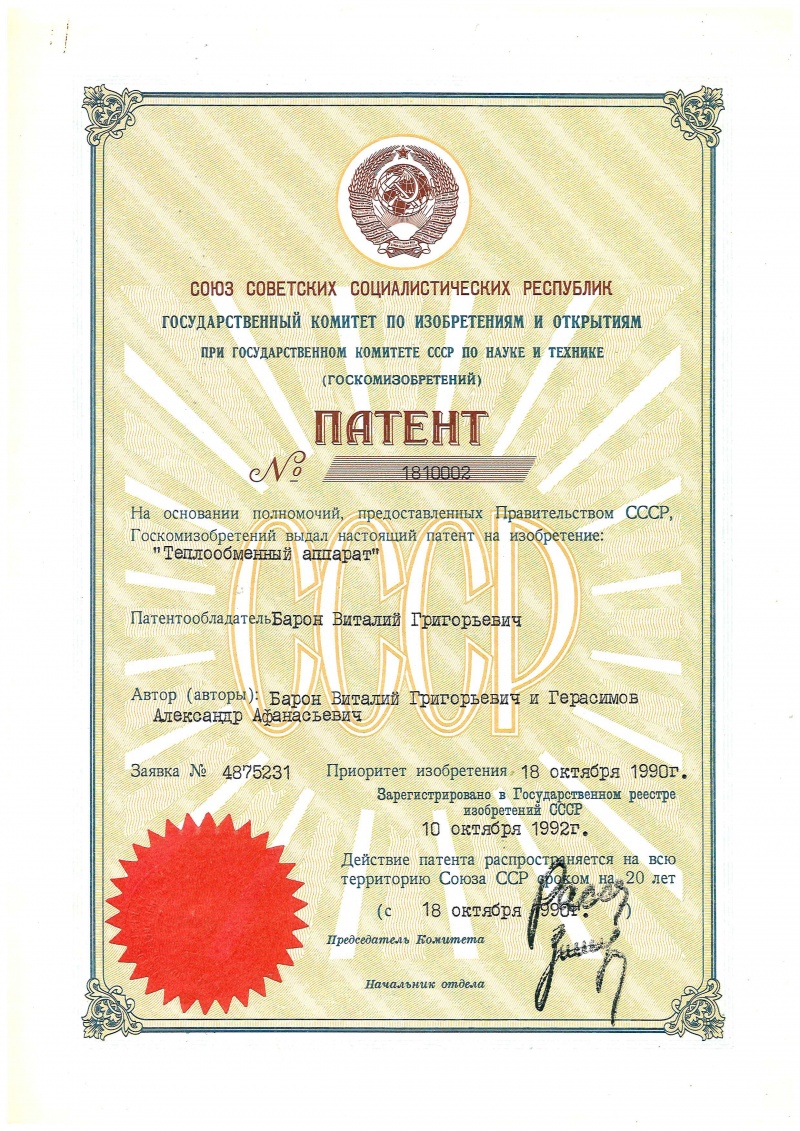 СОЮЗ СОВЕТСКИХ СОЦИАЛИСТИЧЕСКИХ РЕСПУБЛИК
ГОСУДАРСТВЕННЫЙ КОМИТЕТ ПО ИЗОБРЕТЕНИЯМ И ОТКРЫТИЯМ
ПРИ ГОСУДАРСТВЕННОМ КОМИТЕТЕ СССР ПО НАУКЕ И ТЕХНИКЕ
(ГОСКОМИЗОБРЕТЕНИЙ)
ПАТЕНТ
№ 1810002
СССР
На основании полномочий, предоставленных Правительством СССР,
Госкомизобретений выдал настоящий патент на изобретение:
"Теплообменный аппарат"
Патентообладатель Барон Виталий Григорьевич
Автор (авторы): Барон Виталий Григорьевич и Герасимов
Александр Афанасьевич
Заявка № 4875231 Приоритет изобретения 18 октября 1990г.
Зарегистрировано в Государственном реестре
изобретений СССР
10 октября 1992г.
Действие патента распространяется на всю
территорию Союза ССР сроком на 20 лет
(с 18 октября 1990г. )
Председатель Комитета
Начальник отдела